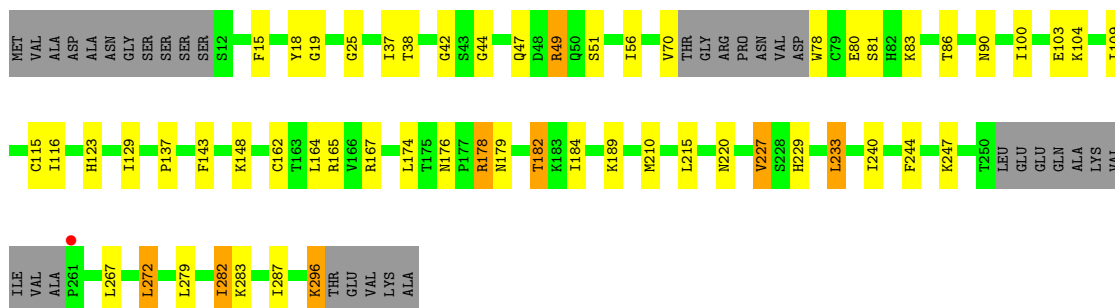 MET VAL ALA ASP ALA ASN GLY SER SER SER SER S12 F15 Y18 G19 G25 I37 T38 G42 S43 G44 Q47 D48 R49 Q50 S51 I56 V70 THR GLY ARG PRO ASN VAL ASP W78 C79 E80 S81 H82 K83 T86 N90 I100 E103 K104 I109
C115 I116 H123 I129 P137 F143 K148 C162 T163 L164 R165 V166 R167 L174 T175 N176 P177 R178 N179 T182 K183 I184 K189 M210 L215 N220 V227 S228 H229 L233 I240 F244 K247 T250 LEU GLU GLU GLN ALA LYS VAL
ILE VAL ALA P261 L267 L272 L279 I282 K283 I287 K296 THR GLU VAL LYS ALA